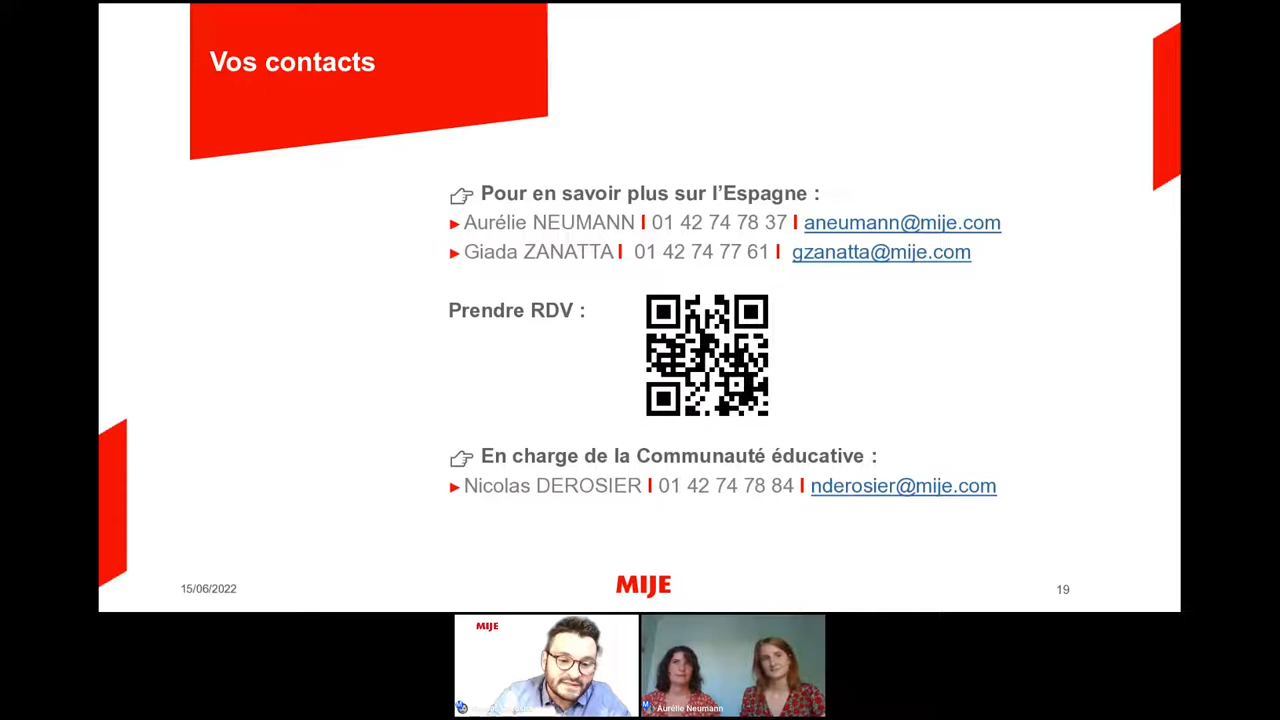 Vos contacts
Pour en savoir plus sur l’Espagne :
Aurélie NEUMANN I 01 42 74 78 37 I aneumann@mije.com
Giada ZANATTA I 01 42 74 77 61 I gzanatta@mije.com
Prendre RDV :
En charge de la Communauté éducative :
Nicolas DEROSIER I 01 42 74 78 84 I nderosier@mije.com
15/06/2022
MIJE
19
MIJE
Aurélie Neumann